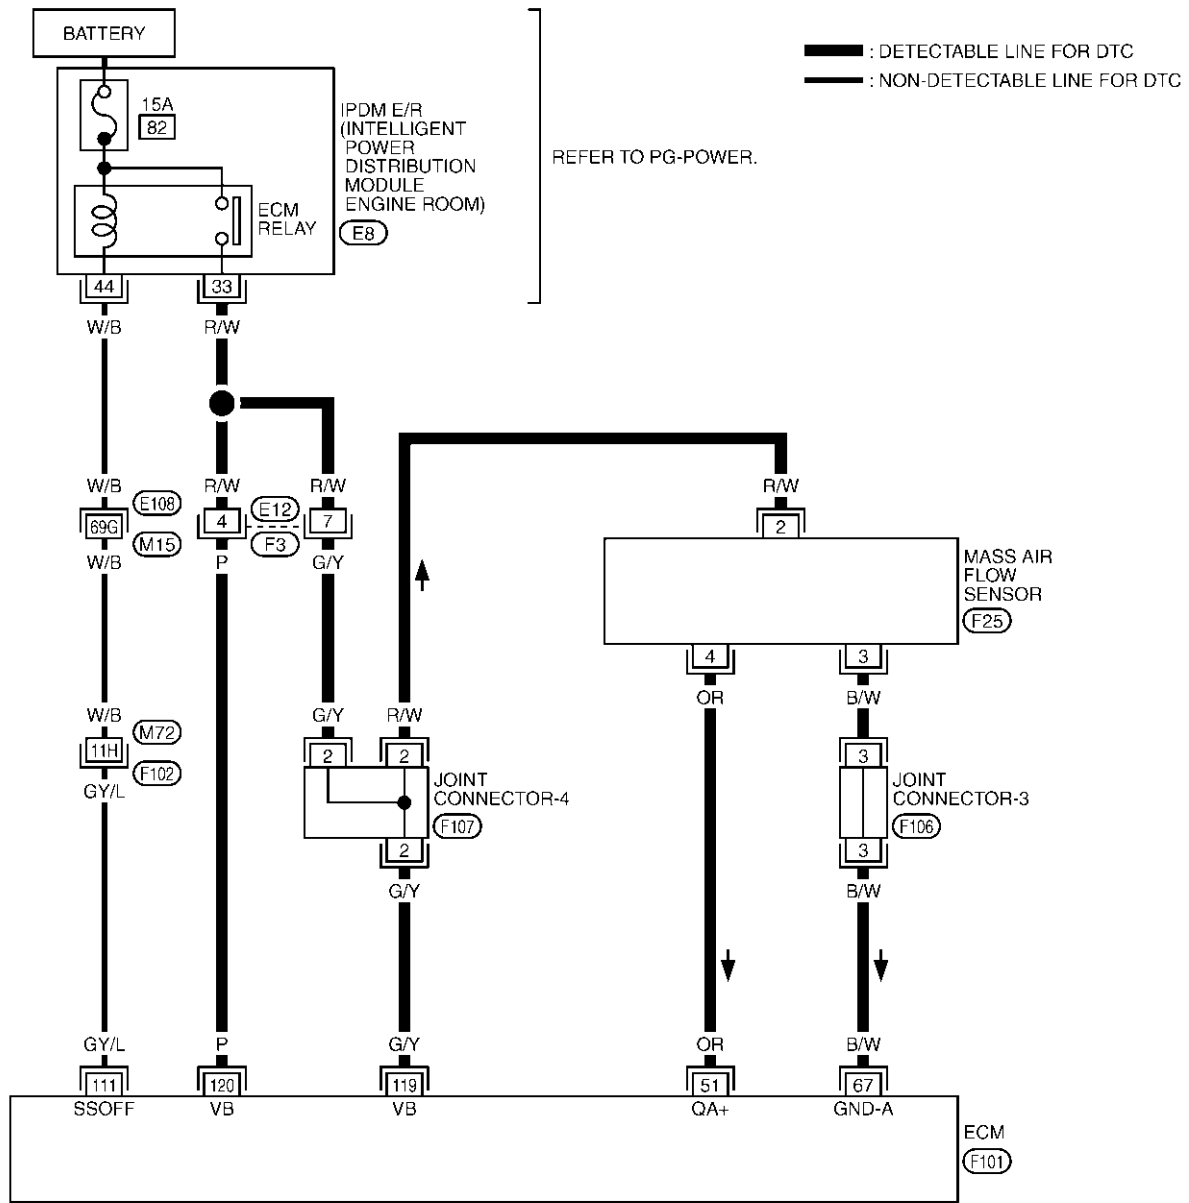 BATTERY
: DETECTABLE LINE FOR DTC
: NON-DETECTABLE LINE FOR DTC
15A
82
IPDM E/R
(INTELLIGENT
POWER
DISTRIBUTION
MODULE
ENGINE ROOM)
E8
REFER TO PG-POWER.
ECM
RELAY
44
33
W/B
R/W
W/B
R/W
R/W
R/W
E108
E12
69G
4
7
2
M15
F3
W/B
P
G/Y
MASS AIR
FLOW
SENSOR
F25
4
3
OR
B/W
W/B
G/Y
R/W
M72
11H
2
2
3
F102
GY/L
JOINT
CONNECTOR-4
F107
JOINT
CONNECTOR-3
F106
2
3
G/Y
B/W
GY/L
P
G/Y
OR
B/W
111
120
119
51
67
SSOFF
VB
VB
QA+
GND-A
ECM
F101